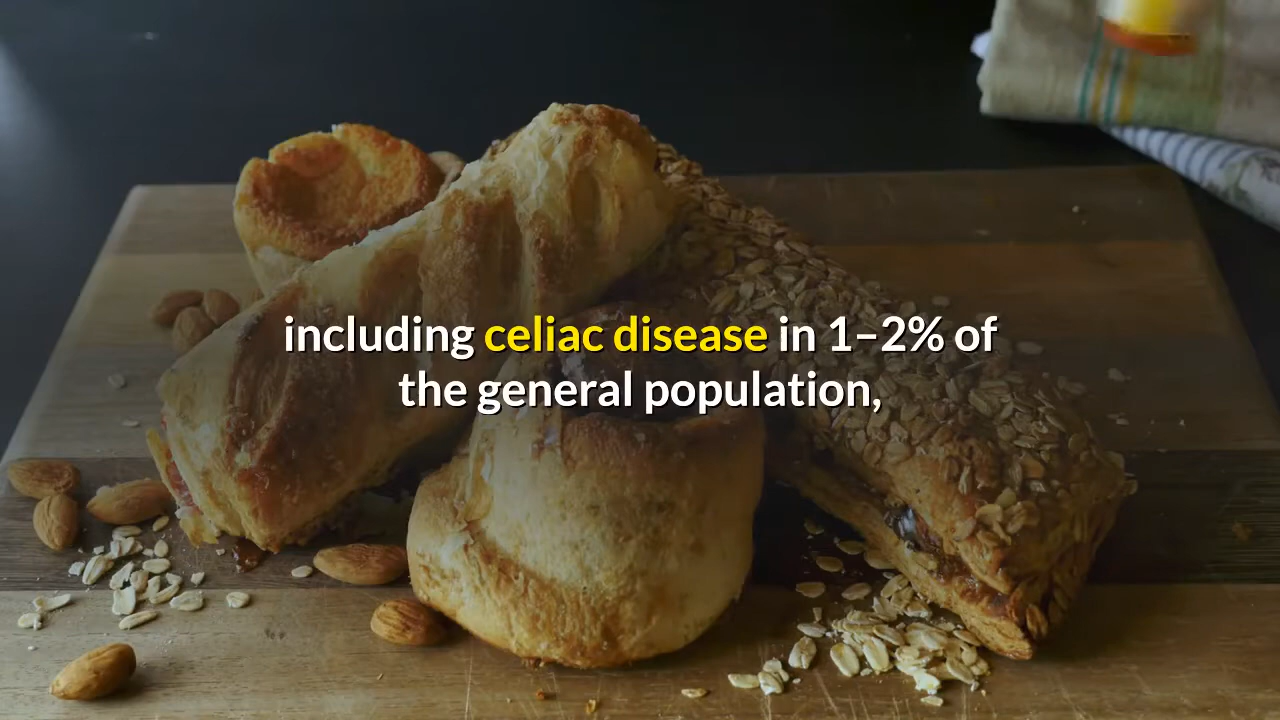 including celiac disease in 1–2% of
the general population,